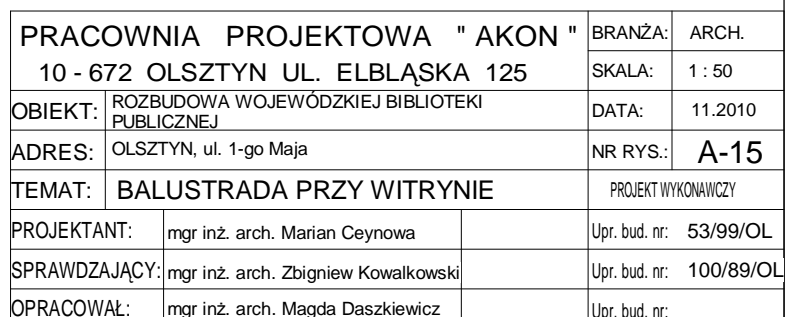 PRACOWNIA PROJEKTOWA " AKON "
BRANŻA: ARCH.
10 - 672 OLSZTYN UL. ELBLĄSKA 125
SKALA: 1 : 50
OBIEKT: ROZBUDOWA WOJEWÓDZKIEJ BIBLIOTEKI
PUBLICZNEJ
DATA: 11.2010
ADRES: OLSZTYN, ul. 1-go Maja
NR RYS.: A-15
TEMAT: BALUSTRADA PRZY WITRYNIE
PROJEKT WYKONAWCZY
PROJEKTANT: mgr inż. arch. Marian Ceynowa
Upr. bud. nr: 53/99/OL
SPRAWDZAJĄCY: mgr inż. arch. Zbigniew Kowalkowski
Upr. bud. nr: 100/89/OL
OPRACOWAŁ: mgr inż. arch. Magda Daszkiewicz
Upr. bud. nr: